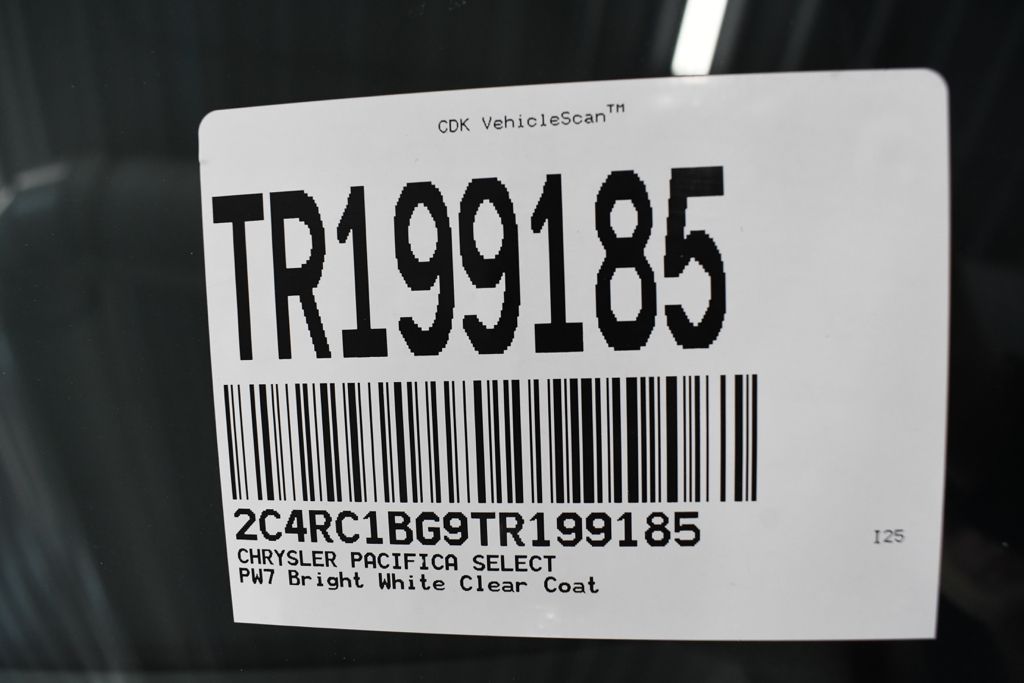 CDK VehicleScan™
TR199185
2C4RC1BG9TR199185
CHRYSLER PACIFICA SELECT
PW7 Bright White Clear Coat
I25